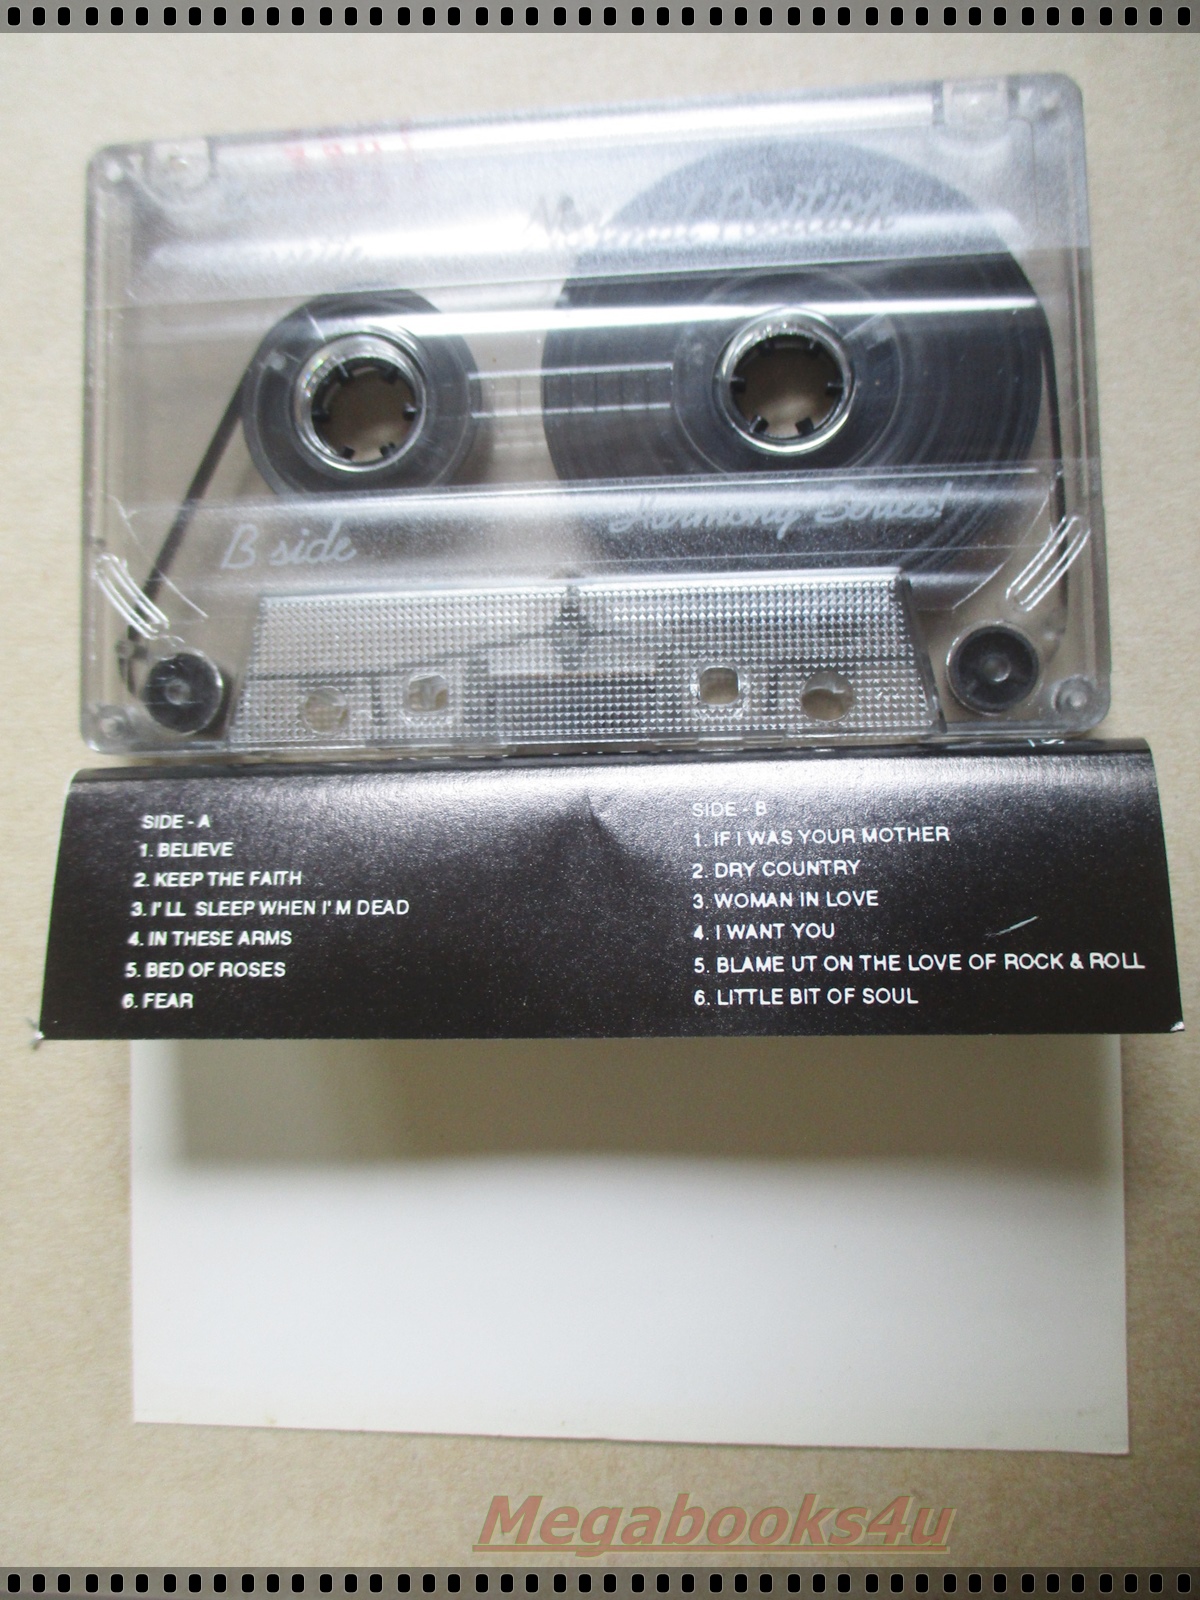 Normal Position
B side
Harmony Series!
SIDE - A
1. BELIEVE
2. KEEP THE FAITH
3. I' LL SLEEP WHEN I' M DEAD
4. IN THESE ARMS
5. BED OF ROSES
6. FEAR
SIDE - B
1. IF I WAS YOUR MOTHER
2. DRY COUNTRY
3. WOMAN IN LOVE
4. I WANT YOU
5. BLAME UT ON THE LOVE OF ROCK & ROLL
6. LITTLE BIT OF SOUL
Megabooks4u